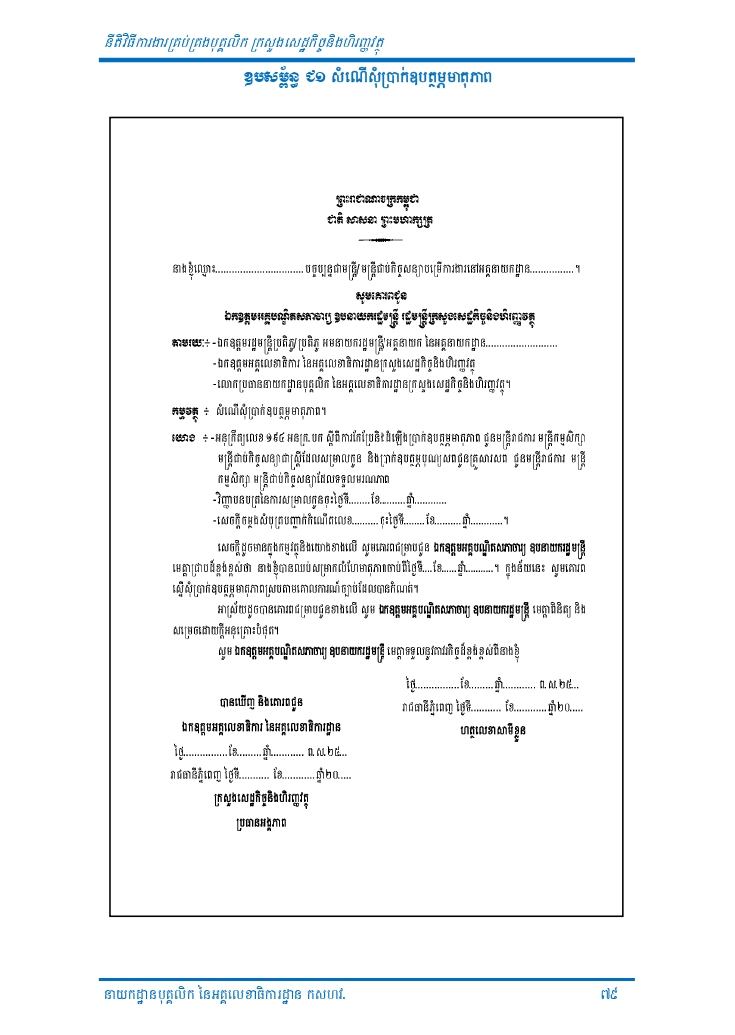 នីតិវិធីការងារគ្រប់គ្រងបុគ្គលិក ក្រសួងសេដ្ឋកិច្ចនិងហិរញ្ញវត្ថុ
ឧបសម្ព័ន្ធ ជ១ សំណើសុំប្រាក់ឧបត្ថម្ភមាតុភាព
ព្រះរាជាណាចក្រកម្ពុជា
ជាតិ សាសនា ព្រះមហាក្សត្រ
នាងខ្ញុំឈ្មោះ................................ បច្ចុប្បន្នជាមន្ត្រី/មន្ត្រីជាប់កិច្ចសន្យាបម្រើការងារនៅអគ្គនាយកដ្ឋាន................។
សូមគោរពជូន
ឯកឧត្តមអគ្គបណ្ឌិតសភាចារ្យ ឧបនាយករដ្ឋមន្ត្រី រដ្ឋមន្ត្រីក្រសួងសេដ្ឋកិច្ចនិងហិរញ្ញវត្ថុ
តាមរយៈ ÷ -ឯកឧត្តមរដ្ឋមន្ត្រីប្រតិភូ/ប្រតិភូ អមនាយករដ្ឋមន្ត្រី/អគ្គនាយក នៃអគ្គនាយកដ្ឋាន..........................
-ឯកឧត្តមអគ្គលេខាធិការ នៃអគ្គលេខាធិការដ្ឋានក្រសួងសេដ្ឋកិច្ចនិងហិរញ្ញវត្ថុ
-លោកប្រធាននាយកដ្ឋានបុគ្គលិក នៃអគ្គលេខាធិការដ្ឋានក្រសួងសេដ្ឋកិច្ចនិងហិរញ្ញវត្ថុ។
កម្មវត្ថុ ÷ សំណើសុំប្រាក់ឧបត្ថម្ភមាតុភាព។
យោង ÷ -អនុក្រឹត្យលេខ ១៩៤ អនក្រ.បក ស្តីពីការកែប្រែនិងដំឡើងប្រាក់ឧបត្ថម្ភមាតុភាព ជូនមន្ត្រីរាជការ មន្ត្រីកម្មសិក្សា
មន្ត្រីជាប់កិច្ចសន្យាជាស្ត្រីដែលសម្រាលកូន និងប្រាក់ឧបត្ថម្ភបុណ្យសពជូនគ្រួសារសព ជូនមន្ត្រីរាជការ មន្ត្រី
កម្មសិក្សា មន្ត្រីជាប់កិច្ចសន្យាដែលទទួលមរណភាព
-វិញ្ញាបនបត្រនៃការសម្រាលកូនចុះថ្ងៃទី........ខែ..........ឆ្នាំ............
-សេចក្តីចម្លងសំបុត្របញ្ជាក់កំណើតលេខ.......... ចុះថ្ងៃទី........ ខែ..........ឆ្នាំ............។
សេចក្តីដូចមានក្នុងកម្មវត្ថុនិងយោងខាងលើ សូមគោរពជម្រាបជូន ឯកឧត្តមអគ្គបណ្ឌិតសភាចារ្យ ឧបនាយករដ្ឋមន្ត្រី
មេត្តាជ្រាបដ៏ខ្ពង់ខ្ពស់ថា នាងខ្ញុំបានឈប់សម្រាកលំហែមាតុភាពចាប់ពីថ្ងៃទី....ខែ......ឆ្នាំ..........។ ក្នុងន័យនេះ សូមគោរព
ស្នើសុំប្រាក់ឧបត្ថម្ភមាតុភាពស្របតាមគោលការណ៍ច្បាប់ដែលបានកំណត់។
អាស្រ័យដូចបានគោរពជម្រាបជូនខាងលើ សូម ឯកឧត្តមអគ្គបណ្ឌិតសភាចារ្យ ឧបនាយករដ្ឋមន្ត្រី មេត្តាពិនិត្យ និង
សម្រេចដោយក្តីអនុគ្រោះបំផុត។
សូម ឯកឧត្តមអគ្គបណ្ឌិតសភាចារ្យ ឧបនាយករដ្ឋមន្ត្រី មេត្តាទទួលនូវគារវកិច្ចដ៏ខ្ពង់ខ្ពស់ពីនាងខ្ញុំ
ថ្ងៃ................ខែ.........ឆ្នាំ............ ព.ស.២៥...
រាជធានីភ្នំពេញ ថ្ងៃទី........... ខែ............ឆ្នាំ២០.....
ហត្ថលេខាសាមីខ្លួន
បានឃើញ និងគោរពជូន
ឯកឧត្តមអគ្គលេខាធិការ នៃអគ្គលេខាធិការដ្ឋាន
ថ្ងៃ................ខែ.........ឆ្នាំ............ ព.ស.២៥...
រាជធានីភ្នំពេញ ថ្ងៃទី........... ខែ............ឆ្នាំ២០.....
ក្រសួងសេដ្ឋកិច្ចនិងហិរញ្ញវត្ថុ
ប្រធានអង្គភាព
នាយកដ្ឋានបុគ្គលិក នៃអគ្គលេខាធិការដ្ឋាន កសហវ.
៧៩